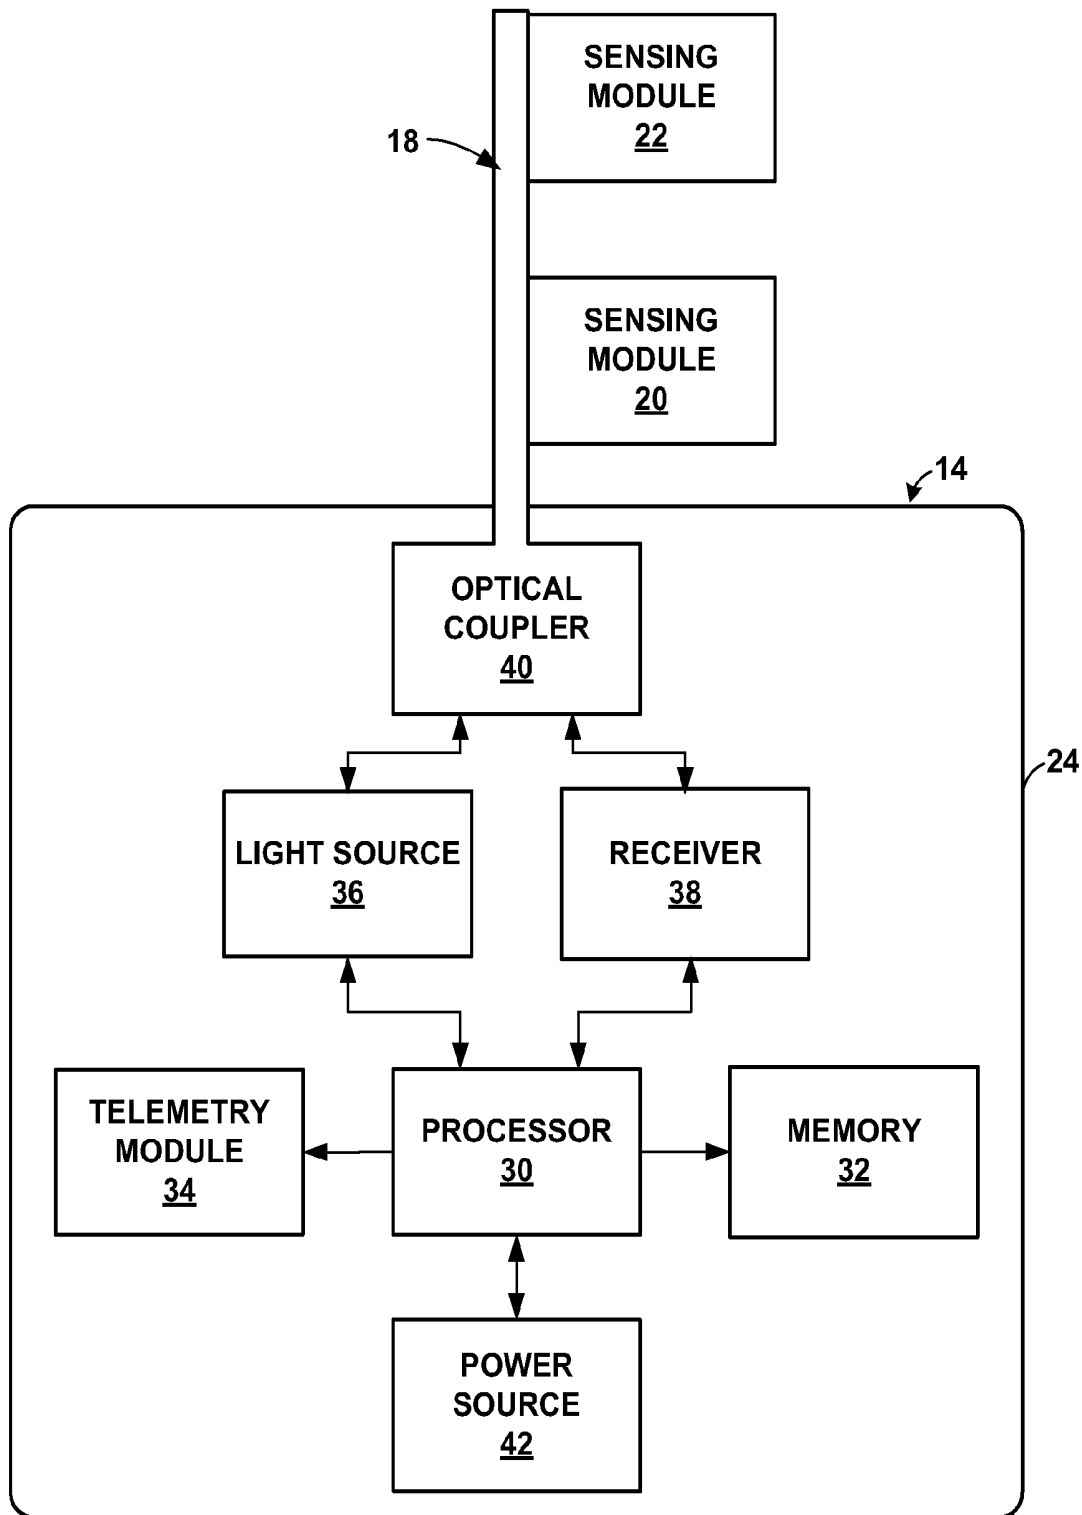 SENSING
MODULE
22
18
SENSING
MODULE
20
14
OPTICAL
COUPLER
40
24
LIGHT SOURCE
36
RECEIVER
38
TELEMETRY
MODULE
34
PROCESSOR
30
MEMORY
32
POWER
SOURCE
42